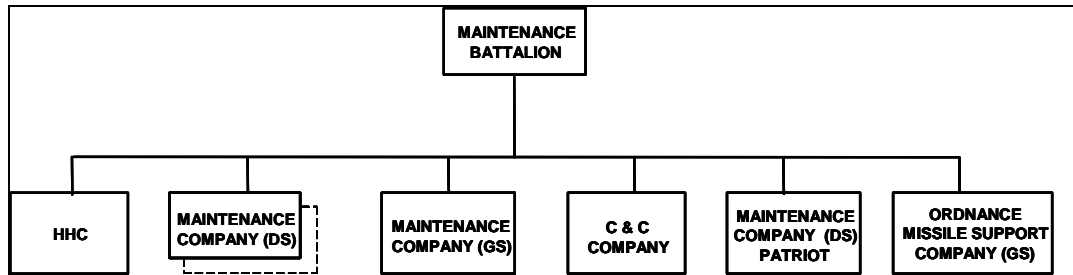 MAINTENANCE
BATTALION
HHC
MAINTENANCE
COMPANY (DS)
MAINTENANCE
COMPANY (GS)
C & C
COMPANY
MAINTENANCE
COMPANY (DS)
PATRIOT
ORDNANCE
MISSILE SUPPORT
COMPANY (GS)